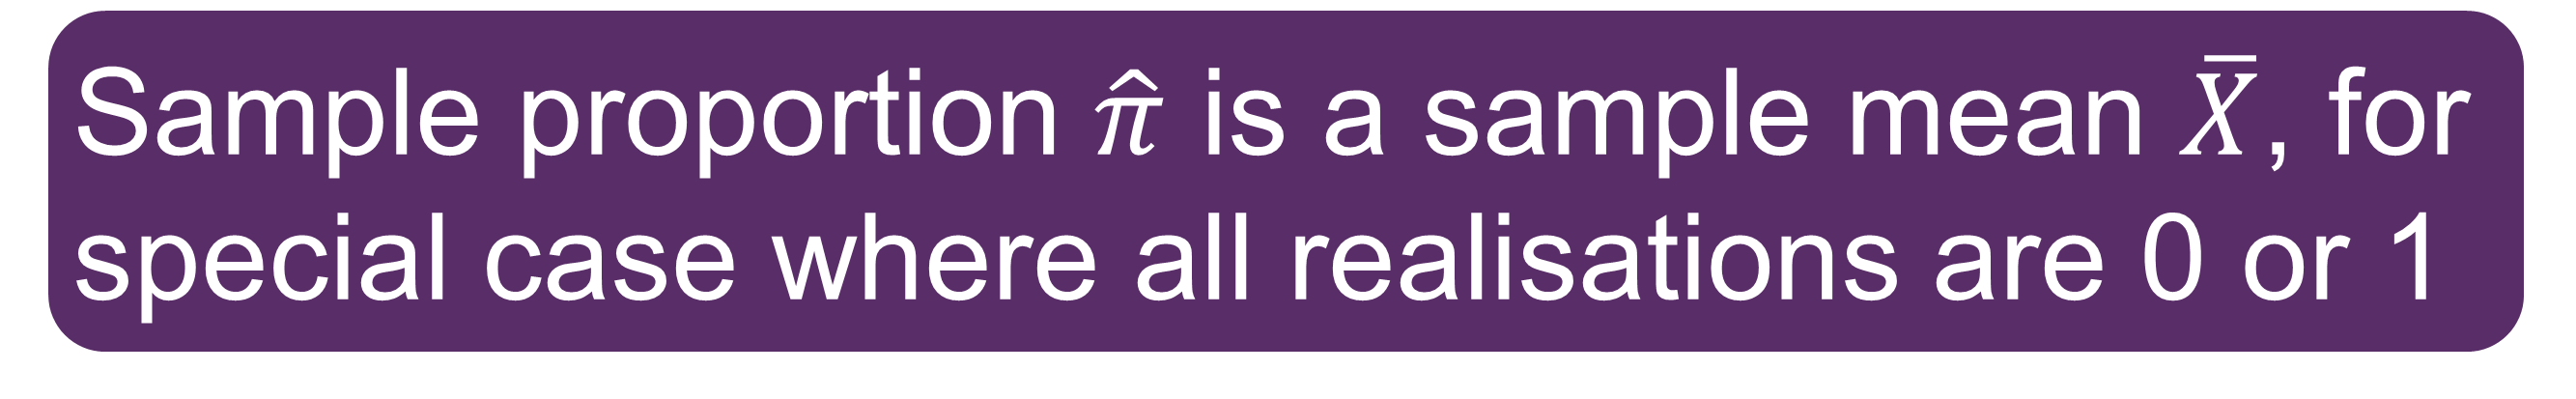 Sample proportion π̂ is a sample mean X̄, for
special case where all realisations are 0 or 1